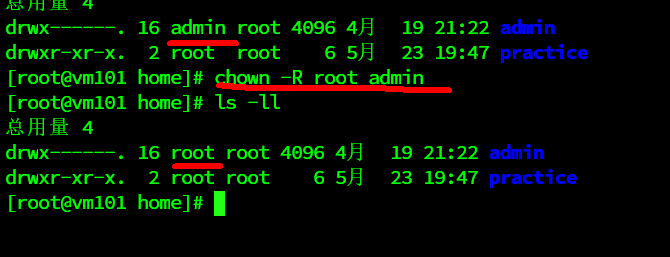 总用量 4
drwx------. 16 admin root 4096 4月  19 21:22 admin
drwxr-xr-x.  2 root  root    6 5月  23 19:47 practice
[root@vm101 home]# chown -R root admin
[root@vm101 home]# ls -ll
总用量 4
drwx------. 16 root root 4096 4月  19 21:22 admin
drwxr-xr-x.  2 root root    6 5月  23 19:47 practice
[root@vm101 home]#